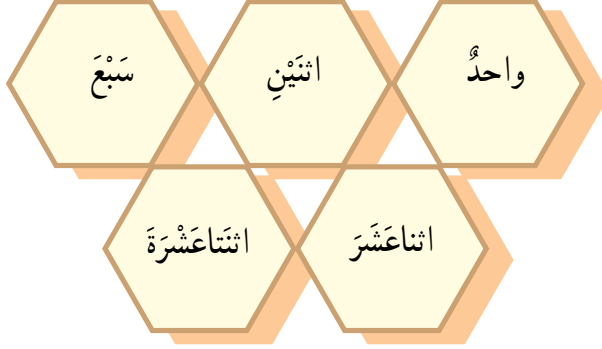 واحدٌ
اثنَيْنِ
سَبْعَ
اثناعَشَرَ
اثنَتاعَشْرَةَ